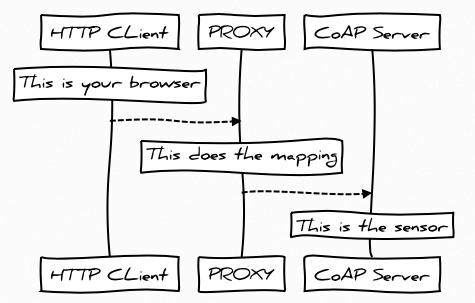 HTTP CLient
PROXY
CoAP Server
This is your browser
This does the mapping
This is the sensor
HTTP CLient
PROXY
CoAP Server